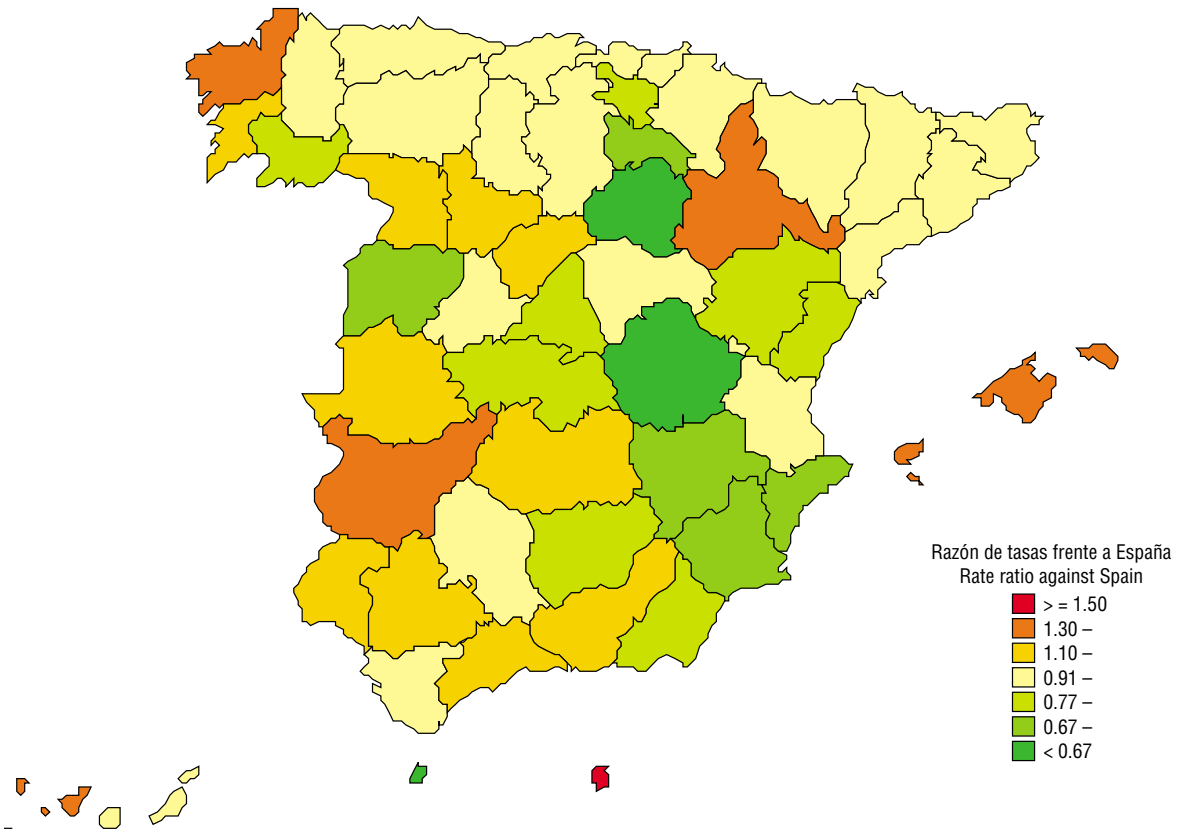 Razón de tasas frente a España
Rate ratio against Spain
> = 1.50
1.30 –
1.10 –
0.91 –
0.77 –
0.67 –
< 0.67